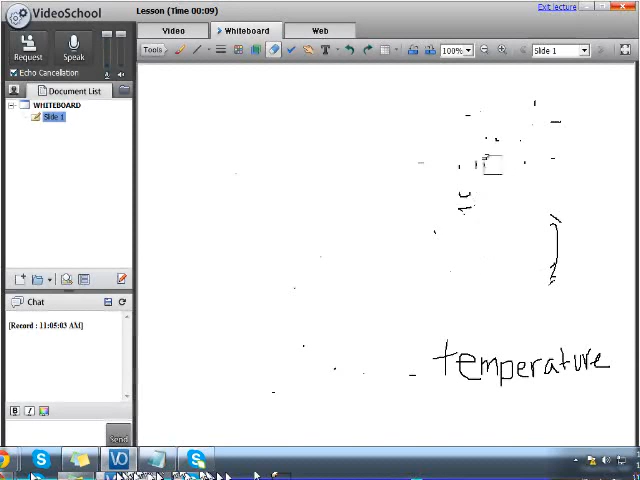 VideoSchool
Lesson (Time 00:09)
Exit lecture
Video
Whiteboard
Web
Request
Speak
Echo Cancellation
Tools
T
100%
Slide 1
Document List
WHITEBOARD
Slide 1
Chat
[Record : 11:05:03 AM]
B I
Send
temperature